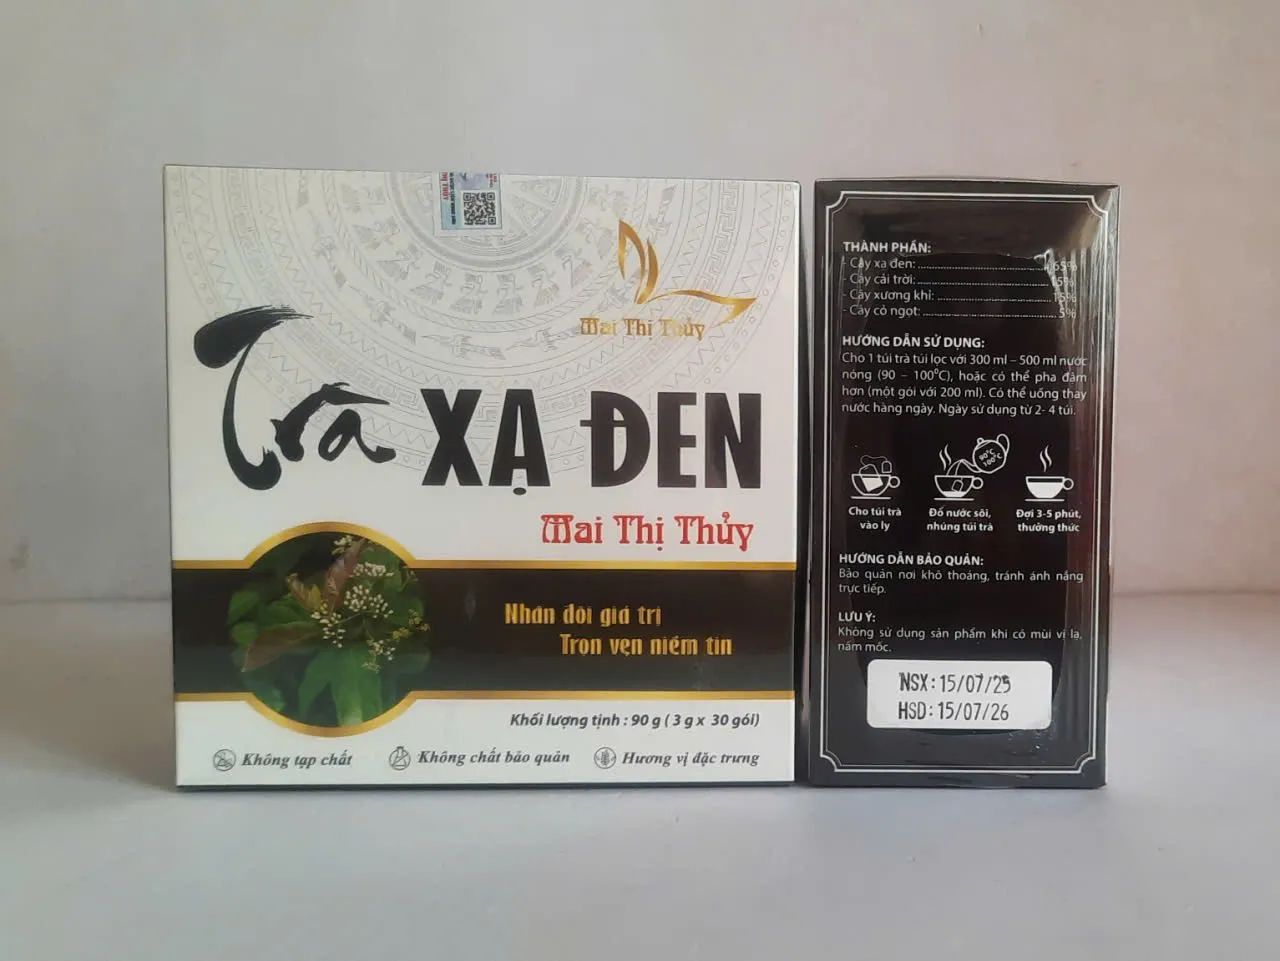 Mai Thị Thủy
Trà XẠ ĐEN
Mai Thị Thủy
Nhân đôi giá trị
Trọn vẹn niềm tin
Khối lượng tịnh : 90 g ( 3 g x 30 gói)
Không tạp chất
Không chất bảo quản
Hương vị đặc trưng
THÀNH PHẦN:
- Cây xạ đen: 65%
- Cây cải trời: 15%
- Cây xương khỉ: 15%
- Cây cỏ ngọt: 5%
HƯỚNG DẪN SỬ DỤNG:
Cho 1 túi trà túi lọc với 300 ml – 500 ml nước
nóng (90 – 100⁰C), hoặc có thể pha đậm
hơn (một gói với 200 ml). Có thể uống thay
nước hàng ngày. Ngày sử dụng từ 2- 4 túi.
90⁰C
100⁰C
Cho túi trà
vào ly
Đổ nước sôi,
nhúng túi trà
Đợi 3-5 phút,
thưởng thức
HƯỚNG DẪN BẢO QUẢN:
Bảo quản nơi khô thoáng, tránh ánh nắng
trực tiếp.
LƯU Ý:
Không sử dụng sản phẩm khi có mùi vị lạ,
nấm mốc.
NSX: 15/07/25
HSD: 15/07/26